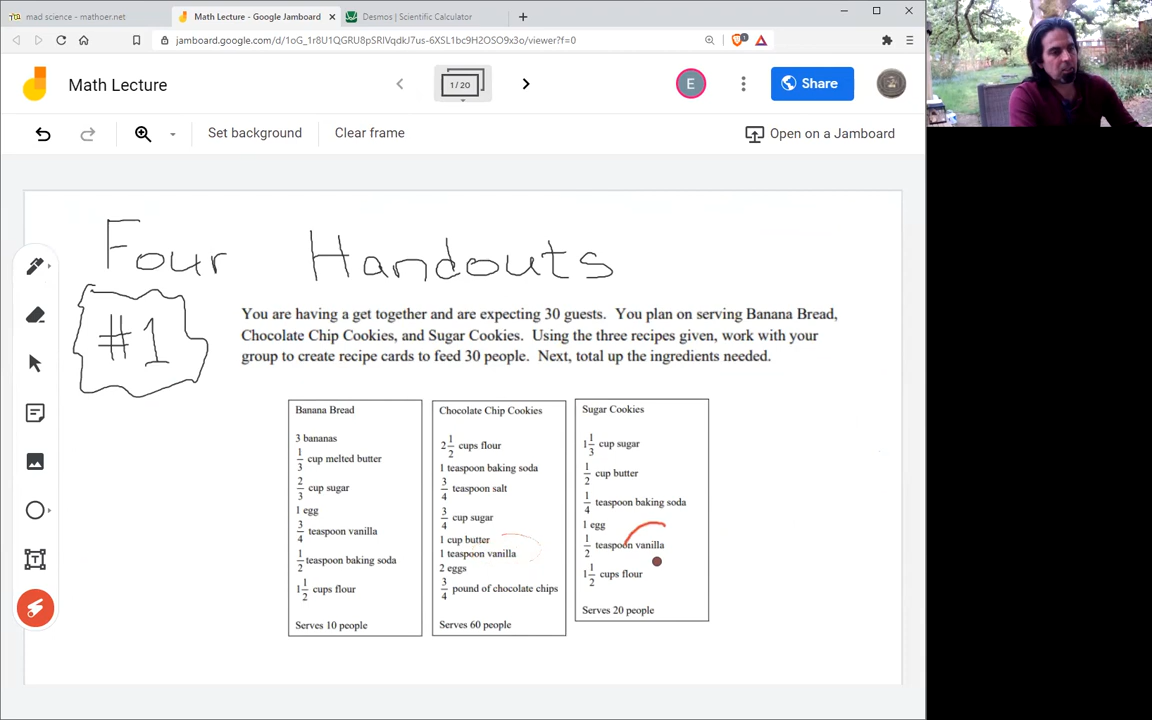 mad science - mathoer.net
Math Lecture - Google Jamboard
Desmos | Scientific Calculator
jamboard.google.com/d/1oG_1r8U1QGRU8pSRlVqdkJ7us-6XSL1bc9H2OSO9x3o/viewer?f=0
1
Math Lecture
1/20
E
Share
Set background
Clear frame
Open on a Jamboard
Four Handouts
#1
You are having a get together and are expecting 30 guests. You plan on serving Banana Bread,
Chocolate Chip Cookies, and Sugar Cookies. Using the three recipes given, work with your
group to create recipe cards to feed 30 people. Next, total up the ingredients needed.
Banana Bread
3 bananas
1/3 cup melted butter
2/3 cup sugar
1 egg
3/4 teaspoon vanilla
1/2 teaspoon baking soda
1 1/2 cups flour
Serves 10 people
Chocolate Chip Cookies
2 1/2 cups flour
1 teaspoon baking soda
3/4 teaspoon salt
3/4 cup sugar
1 cup butter
1 teaspoon vanilla
2 eggs
3/4 pound of chocolate chips
Serves 60 people
Sugar Cookies
1 1/3 cup sugar
1/2 cup butter
1/4 teaspoon baking soda
1 egg
1/2 teaspoon vanilla
1 1/2 cups flour
Serves 20 people